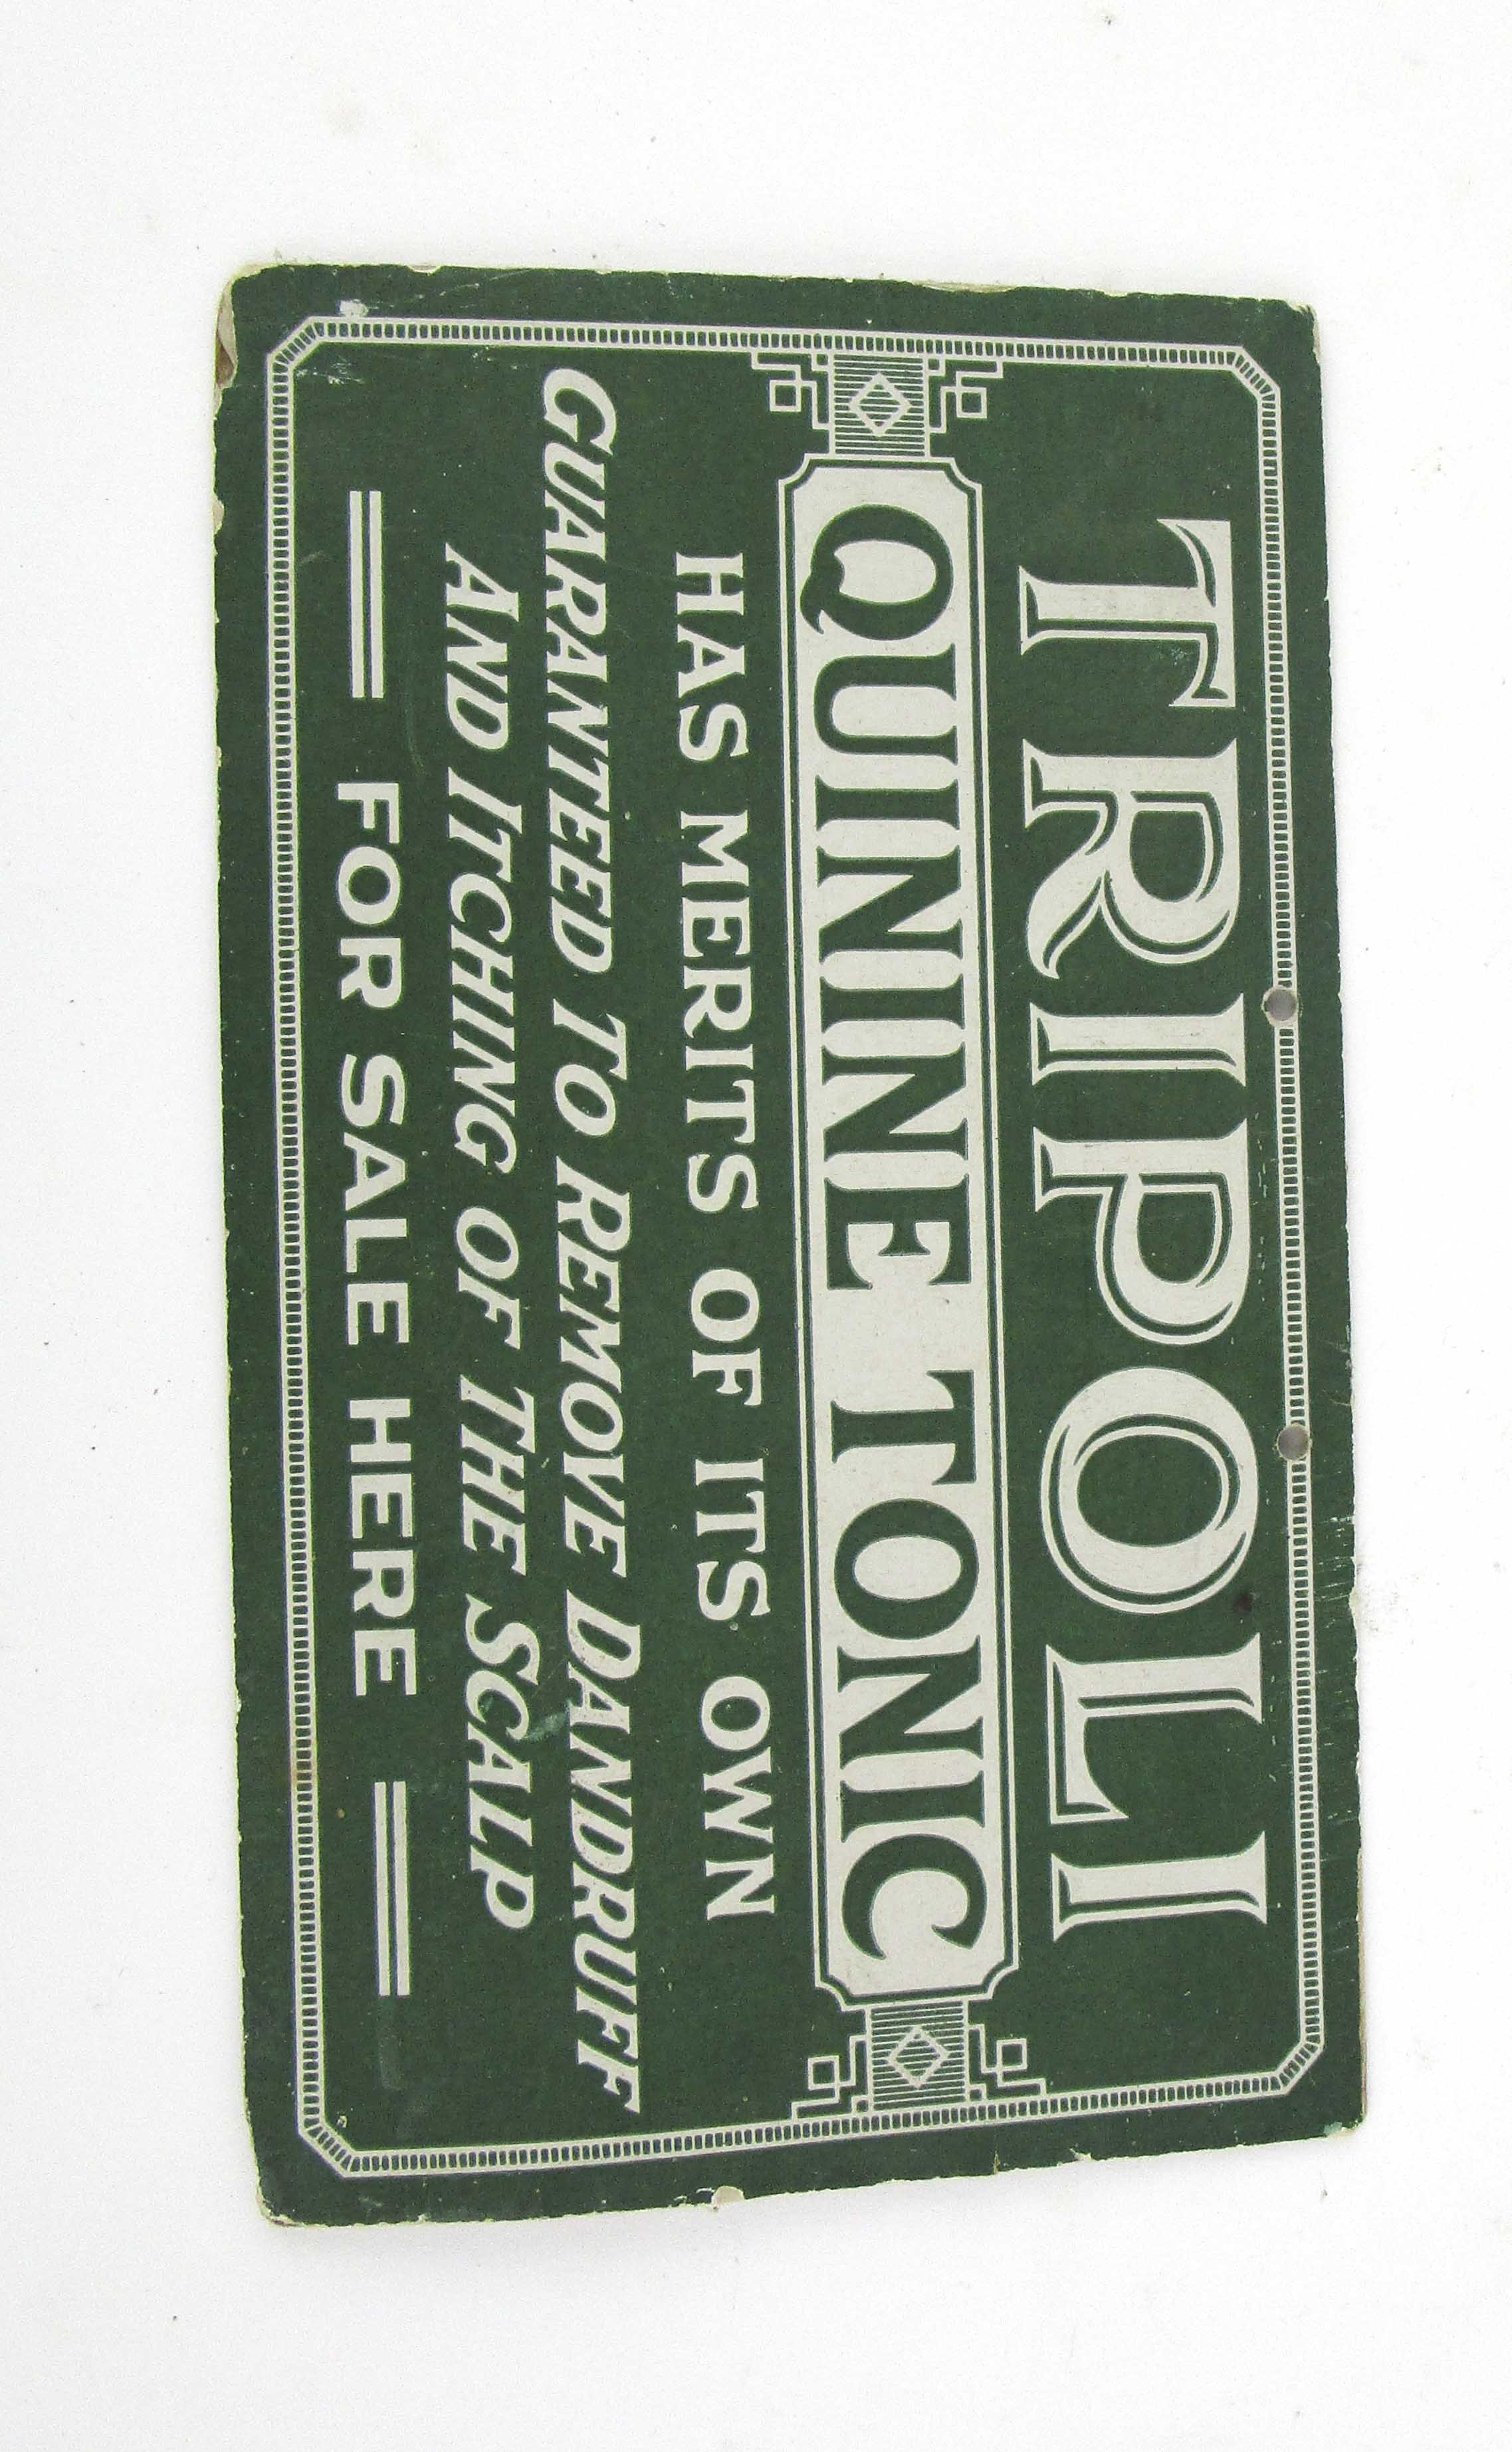 TRIPOLI
QUININE TONIC
HAS MERITS OF ITS OWN
GUARANTEED TO REMOVE DANDRUFF
AND ITCHING OF THE SCALP
FOR SALE HERE